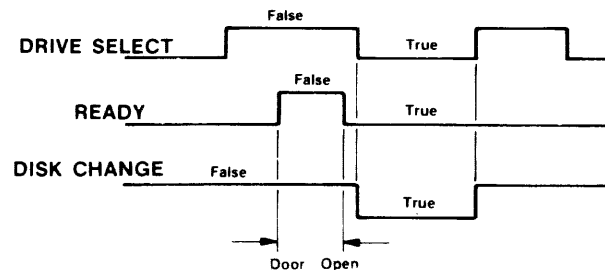 False
DRIVE SELECT
True
False
READY
True
DISK CHANGE
False
True
Door Open